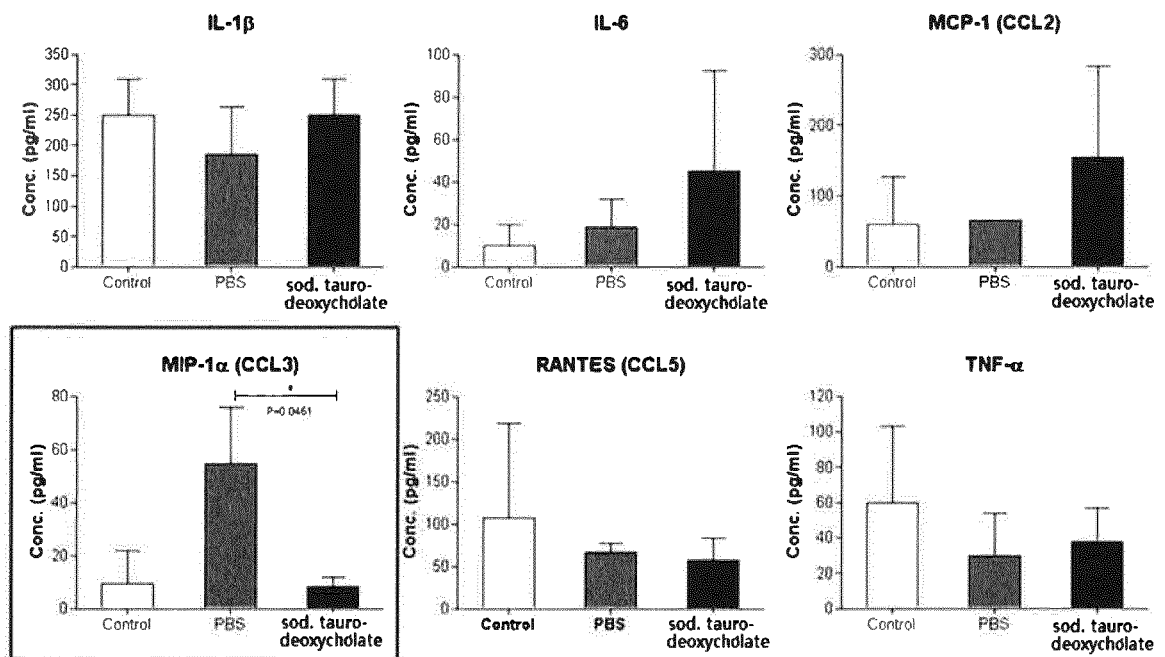 IL-1β
Conc. (pg/ml)
350
300
250
200
150
100
50
0
Control
PBS
sod. tauro-
deoxycholate
IL-6
Conc. (pg/ml)
100
80
60
40
20
0
Control
PBS
sod. tauro-
deoxycholate
MCP-1 (CCL2)
Conc. (pg/ml)
300
200
100
0
Control
PBS
sod. tauro-
deoxycholate
MIP-1α (CCL3)
Conc. (pg/ml)
80
60
40
20
0
*
P=0.0461
Control
PBS
sod. tauro-
deoxycholate
RANTES (CCL5)
Conc. (pg/ml)
250
200
150
100
50
0
Control
PBS
sod. tauro-
deoxycholate
TNF-α
Conc. (pg/ml)
120
100
80
60
40
20
0
Control
PBS
sod. tauro-
deoxycholate